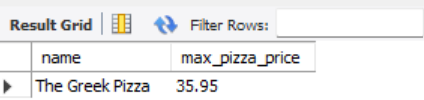 Result Grid Filter Rows:
name max_pizza_price
The Greek Pizza 35.95